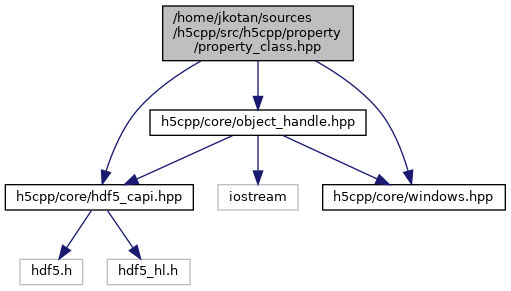 /home/jkotan/sources
/h5cpp/src/h5cpp/property
/property_class.hpp
h5cpp/core/object_handle.hpp
h5cpp/core/hdf5_capi.hpp
iostream
h5cpp/core/windows.hpp
hdf5.h
hdf5_hl.h